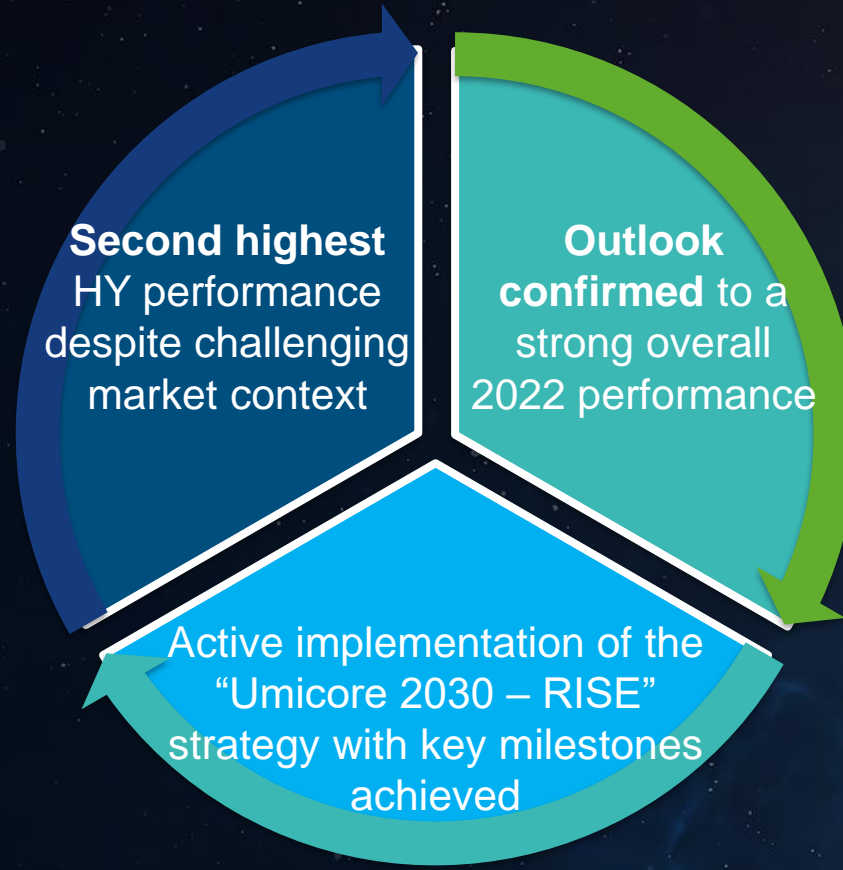 Second highest
HY performance
despite challenging
market context
Outlook
confirmed to a
strong overall
2022 performance
Active implementation of the
“Umicore 2030 – RISE”
strategy with key milestones
achieved